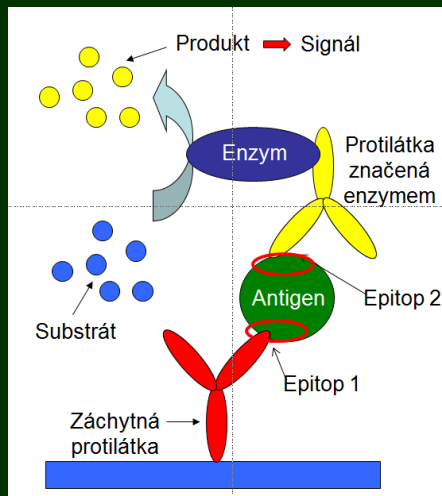 Produkt
Signál
Enzym
Protilátka
značená
enzymem
Antigen
Epitop 2
Substrát
Epitop 1
Záchytná
protilátka